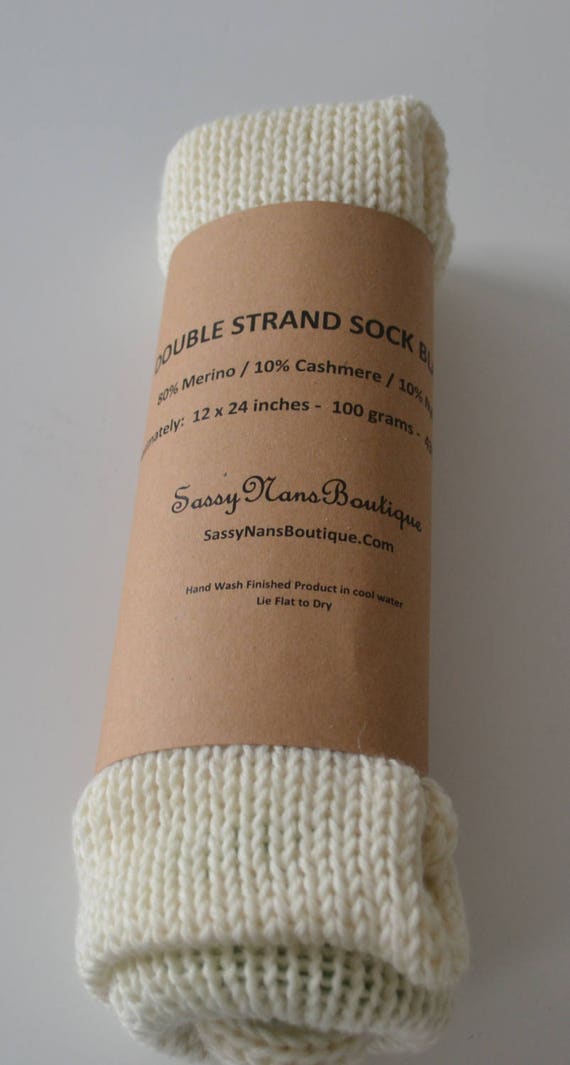 DOUBLE STRAND SOCK
80% Merino / 10% Cashmere / 10%
12 x 24 inches - 100 grams -
SassyNansBoutique
SassyNansBoutique.Com
Hand Wash Finished Product in cool water
Lie Flat to Dry